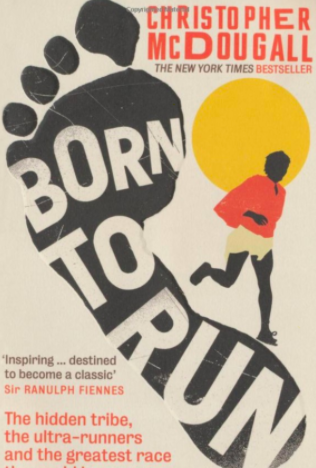 CHRISTOPHER
McDOUGALL
THE NEW YORK TIMES BESTSELLER
BORN
TO
RUN
'Inspiring ... destined
to become a classic'
Sir RANULPH FIENNES
The hidden tribe,
the ultra-runners
and the greatest race